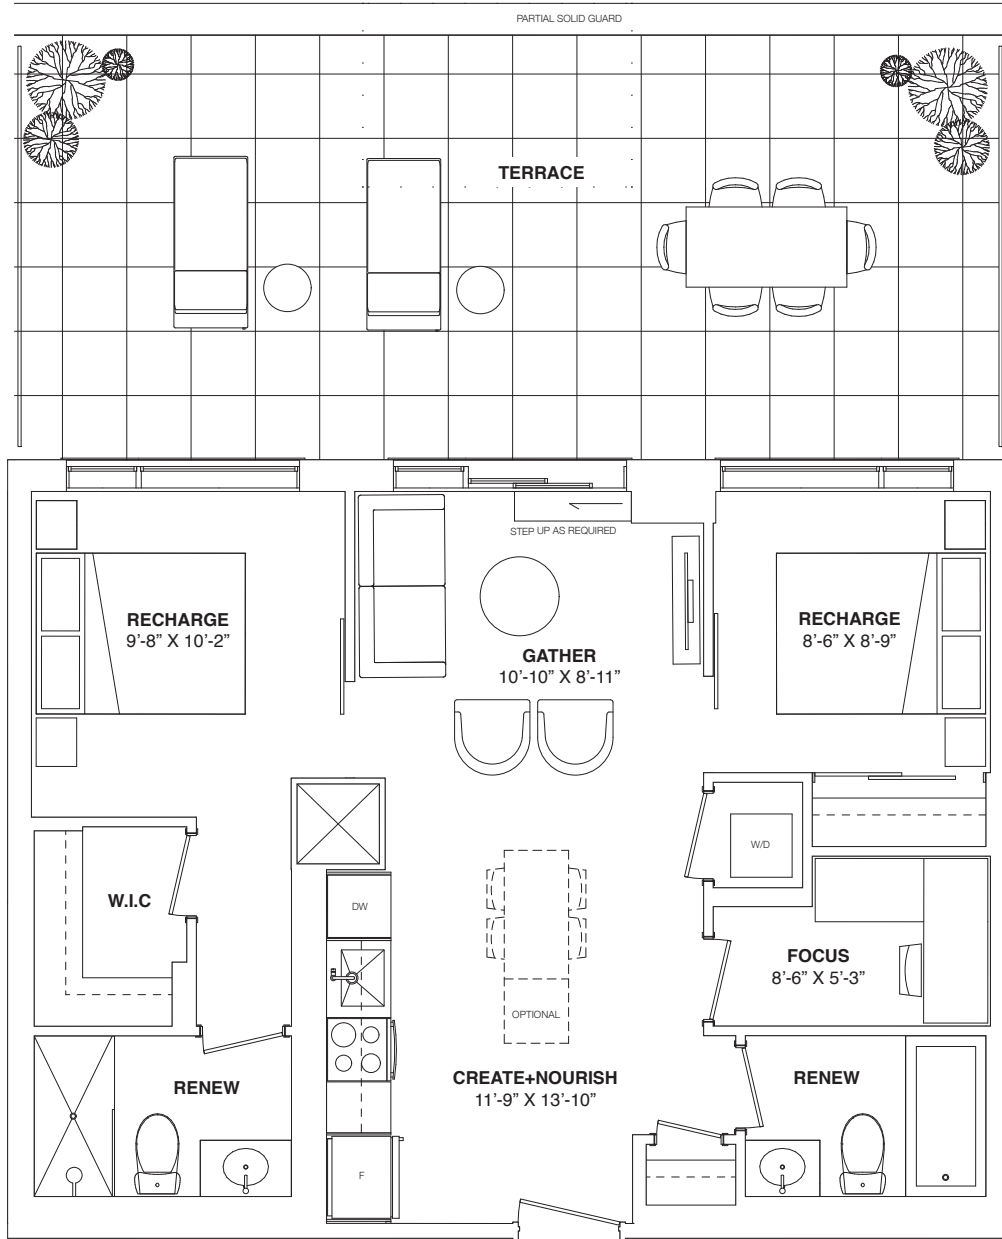 PARTIAL SOLID GUARD
TERRACE
STEP UP AS REQUIRED
RECHARGE
9’-8” X 10’-2”
RECHARGE
8’-6” X 8’-9”
GATHER
10’-10” X 8’-11”
W/D
W.I.C
DW
FOCUS
8’-6” X 5’-3”
OPTIONAL
RENEW
CREATE+NOURISH
11’-9” X 13’-10”
RENEW
F